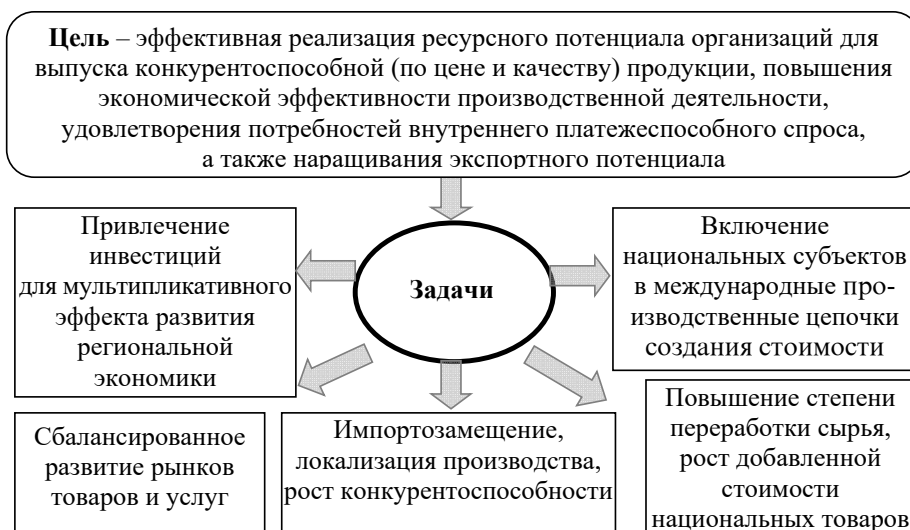 Цель – эффективная реализация ресурсного потенциала организаций для
выпуска конкурентоспособной (по цене и качеству) продукции, повышения
экономической эффективности производственной деятельности,
удовлетворения потребностей внутреннего платежеспособного спроса,
а также наращивания экспортного потенциала
Привлечение
инвестиций
для мультипликативного
эффекта развития
региональной
экономики
Задачи
Включение
национальных субъектов
в международные про-
изводственные цепочки
создания стоимости
Сбалансированное
развитие рынков
товаров и услуг
Импортозамещение,
локализация производства,
рост конкурентоспособности
Повышение степени
переработки сырья,
рост добавленной
стоимости
национальных товаров